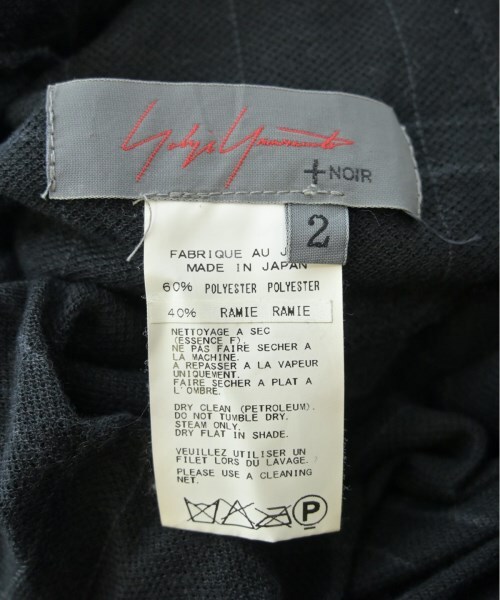 Yohji Yamamoto
+NOIR
2
FABRIQUE AU J
MADE IN JAPAN
60% POLYESTER POLYESTER
40% RAMIE RAMIE
NETTOYAGE A SEC
(ESSENCE F).
NE PAS FAIRE SECHER A
LA MACHINE.
A REPASSER A LA VAPEUR
UNIQUEMENT.
FAIRE SECHER A PLAT A
L'OMBRE.
DRY CLEAN (PETROLEUM).
DO NOT TUMBLE DRY.
STEAM ONLY.
DRY FLAT IN SHADE.
VEUILLEZ UTILISER UN
FILET LORS DU LAVAGE.
PLEASE USE A CLEANING
NET.
P